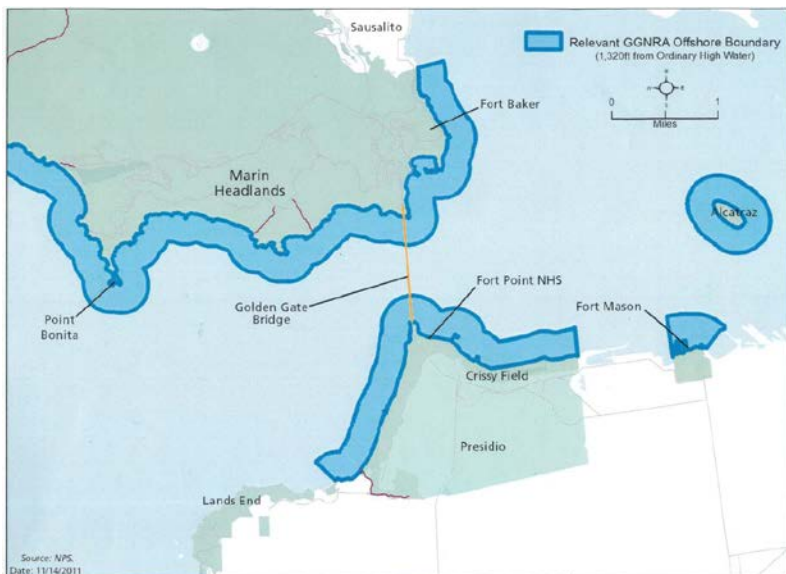 Sausalito
Relevant GGNRA Offshore Boundary
(1,320ft from Ordinary High Water)
0 1
Miles
Fort Baker
Marin
Headlands
Alcatraz
Point
Bonita
Golden Gate
Bridge
Fort Point NHS
Fort Mason
Crissy Field
Presidio
Lands End
Source: NPS.
Date: 11/14/2011